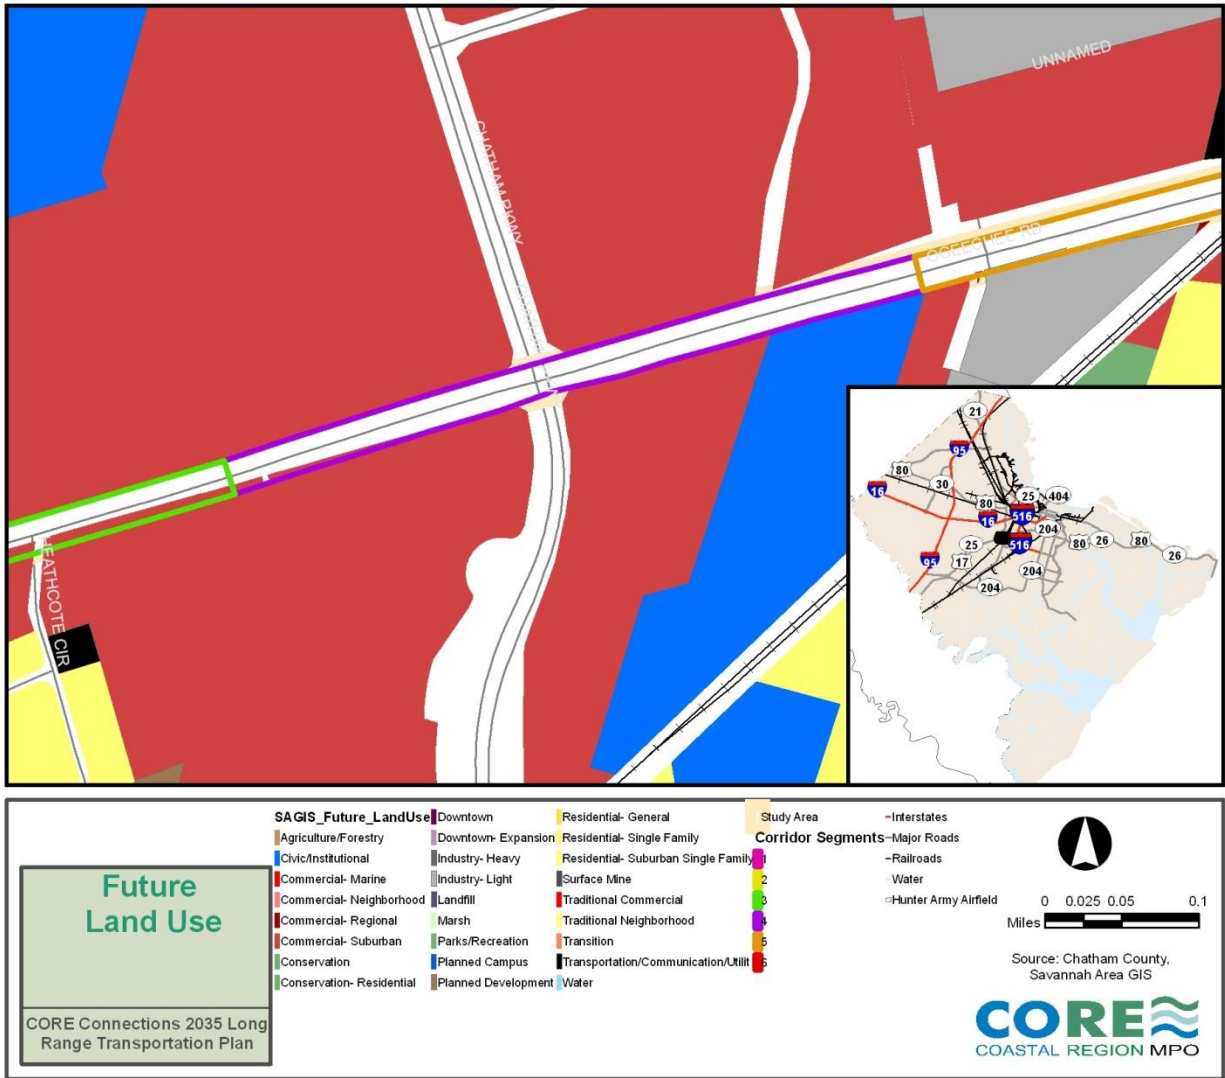 UNNAMED
CHATHAM PKWY
OGEECHEE RD
HEATHCOTE CIR
21
95
80
30
16
80
25
404
516
16
204
25
516
80
26
80
26
95
17
204
204
Future
Land Use
CORE Connections 2035 Long
Range Transportation Plan
SAGIS_Future_LandUse
Agriculture/Forestry
Civic/Institutional
Commercial- Marine
Commercial- Neighborhood
Commercial- Regional
Commercial- Suburban
Conservation
Conservation- Residential
Downtown
Downtown- Expansion
Industry- Heavy
Industry- Light
Landfill
Marsh
Parks/Recreation
Planned Campus
Planned Development
Residential- General
Residential- Single Family
Residential- Suburban Single Family
Surface Mine
Traditional Commercial
Traditional Neighborhood
Transition
Transportation/Communication/Utilit
Water
Study Area
Corridor Segments
1
2
3
4
5
6
Interstates
Major Roads
Railroads
Water
Hunter Army Airfield
0 0.025 0.05 0.1
Miles
Source: Chatham County,
Savannah Area GIS
CORE
COASTAL REGION MPO